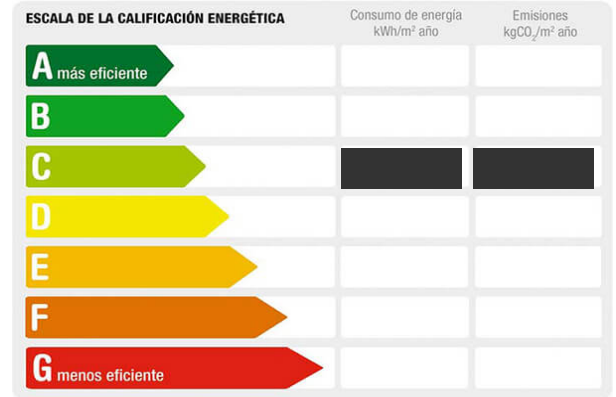 ESCALA DE LA CALIFICACIÓN ENERGÉTICA
Consumo de energía
kWh/m² año
Emisiones
kgCO₂/m² año
A más eficiente
B
C
D
E
F
G menos eficiente